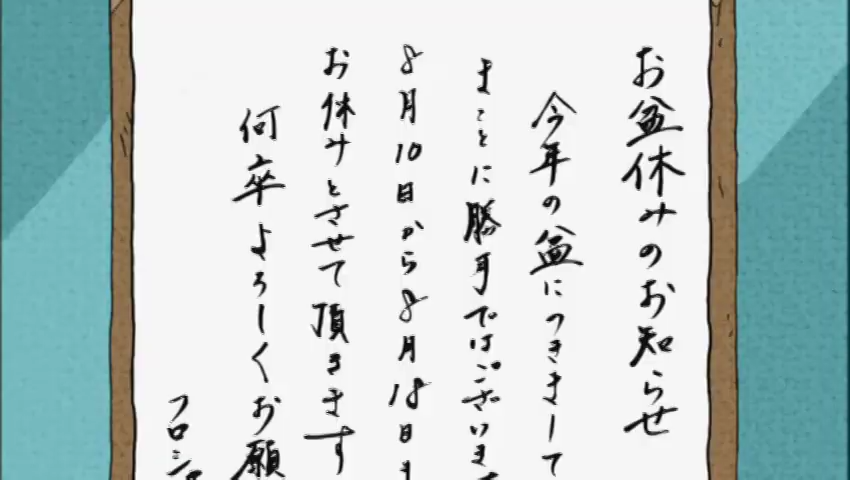 お盆休みのお知らせ
今年の盆につきまして
まことに勝手ではございます
8月10日から8月18日ま
お休みとさせて頂きます
何卒よろしくお願
フロン